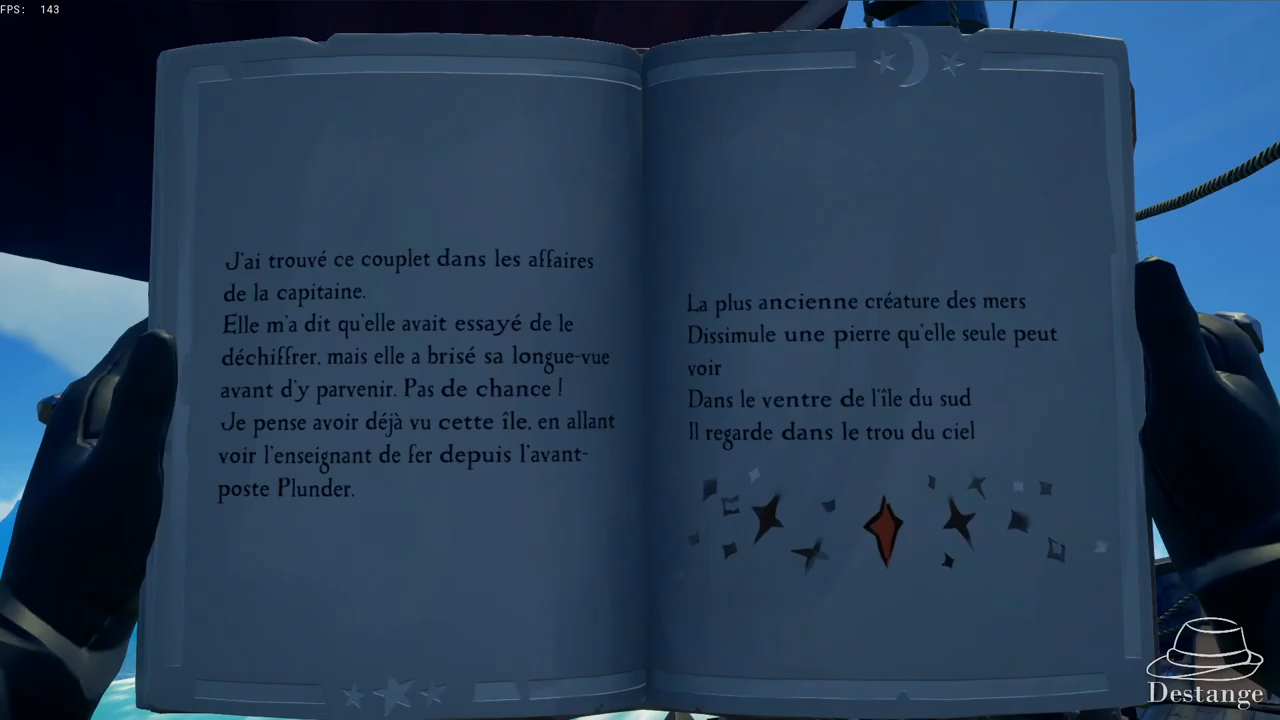 FPS: 143
J'ai trouvé ce couplet dans les affaires
de la capitaine.
Elle m'a dit qu'elle avait essayé de le
déchiffrer, mais elle a brisé sa longue-vue
avant d'y parvenir. Pas de chance !
Je pense avoir déjà vu cette île, en allant
voir l'enseignant de fer depuis l'avant-
poste Plunder.
La plus ancienne créature des mers
Dissimule une pierre qu'elle seule peut
voir
Dans le ventre de l'île du sud
Il regarde dans le trou du ciel
Destange